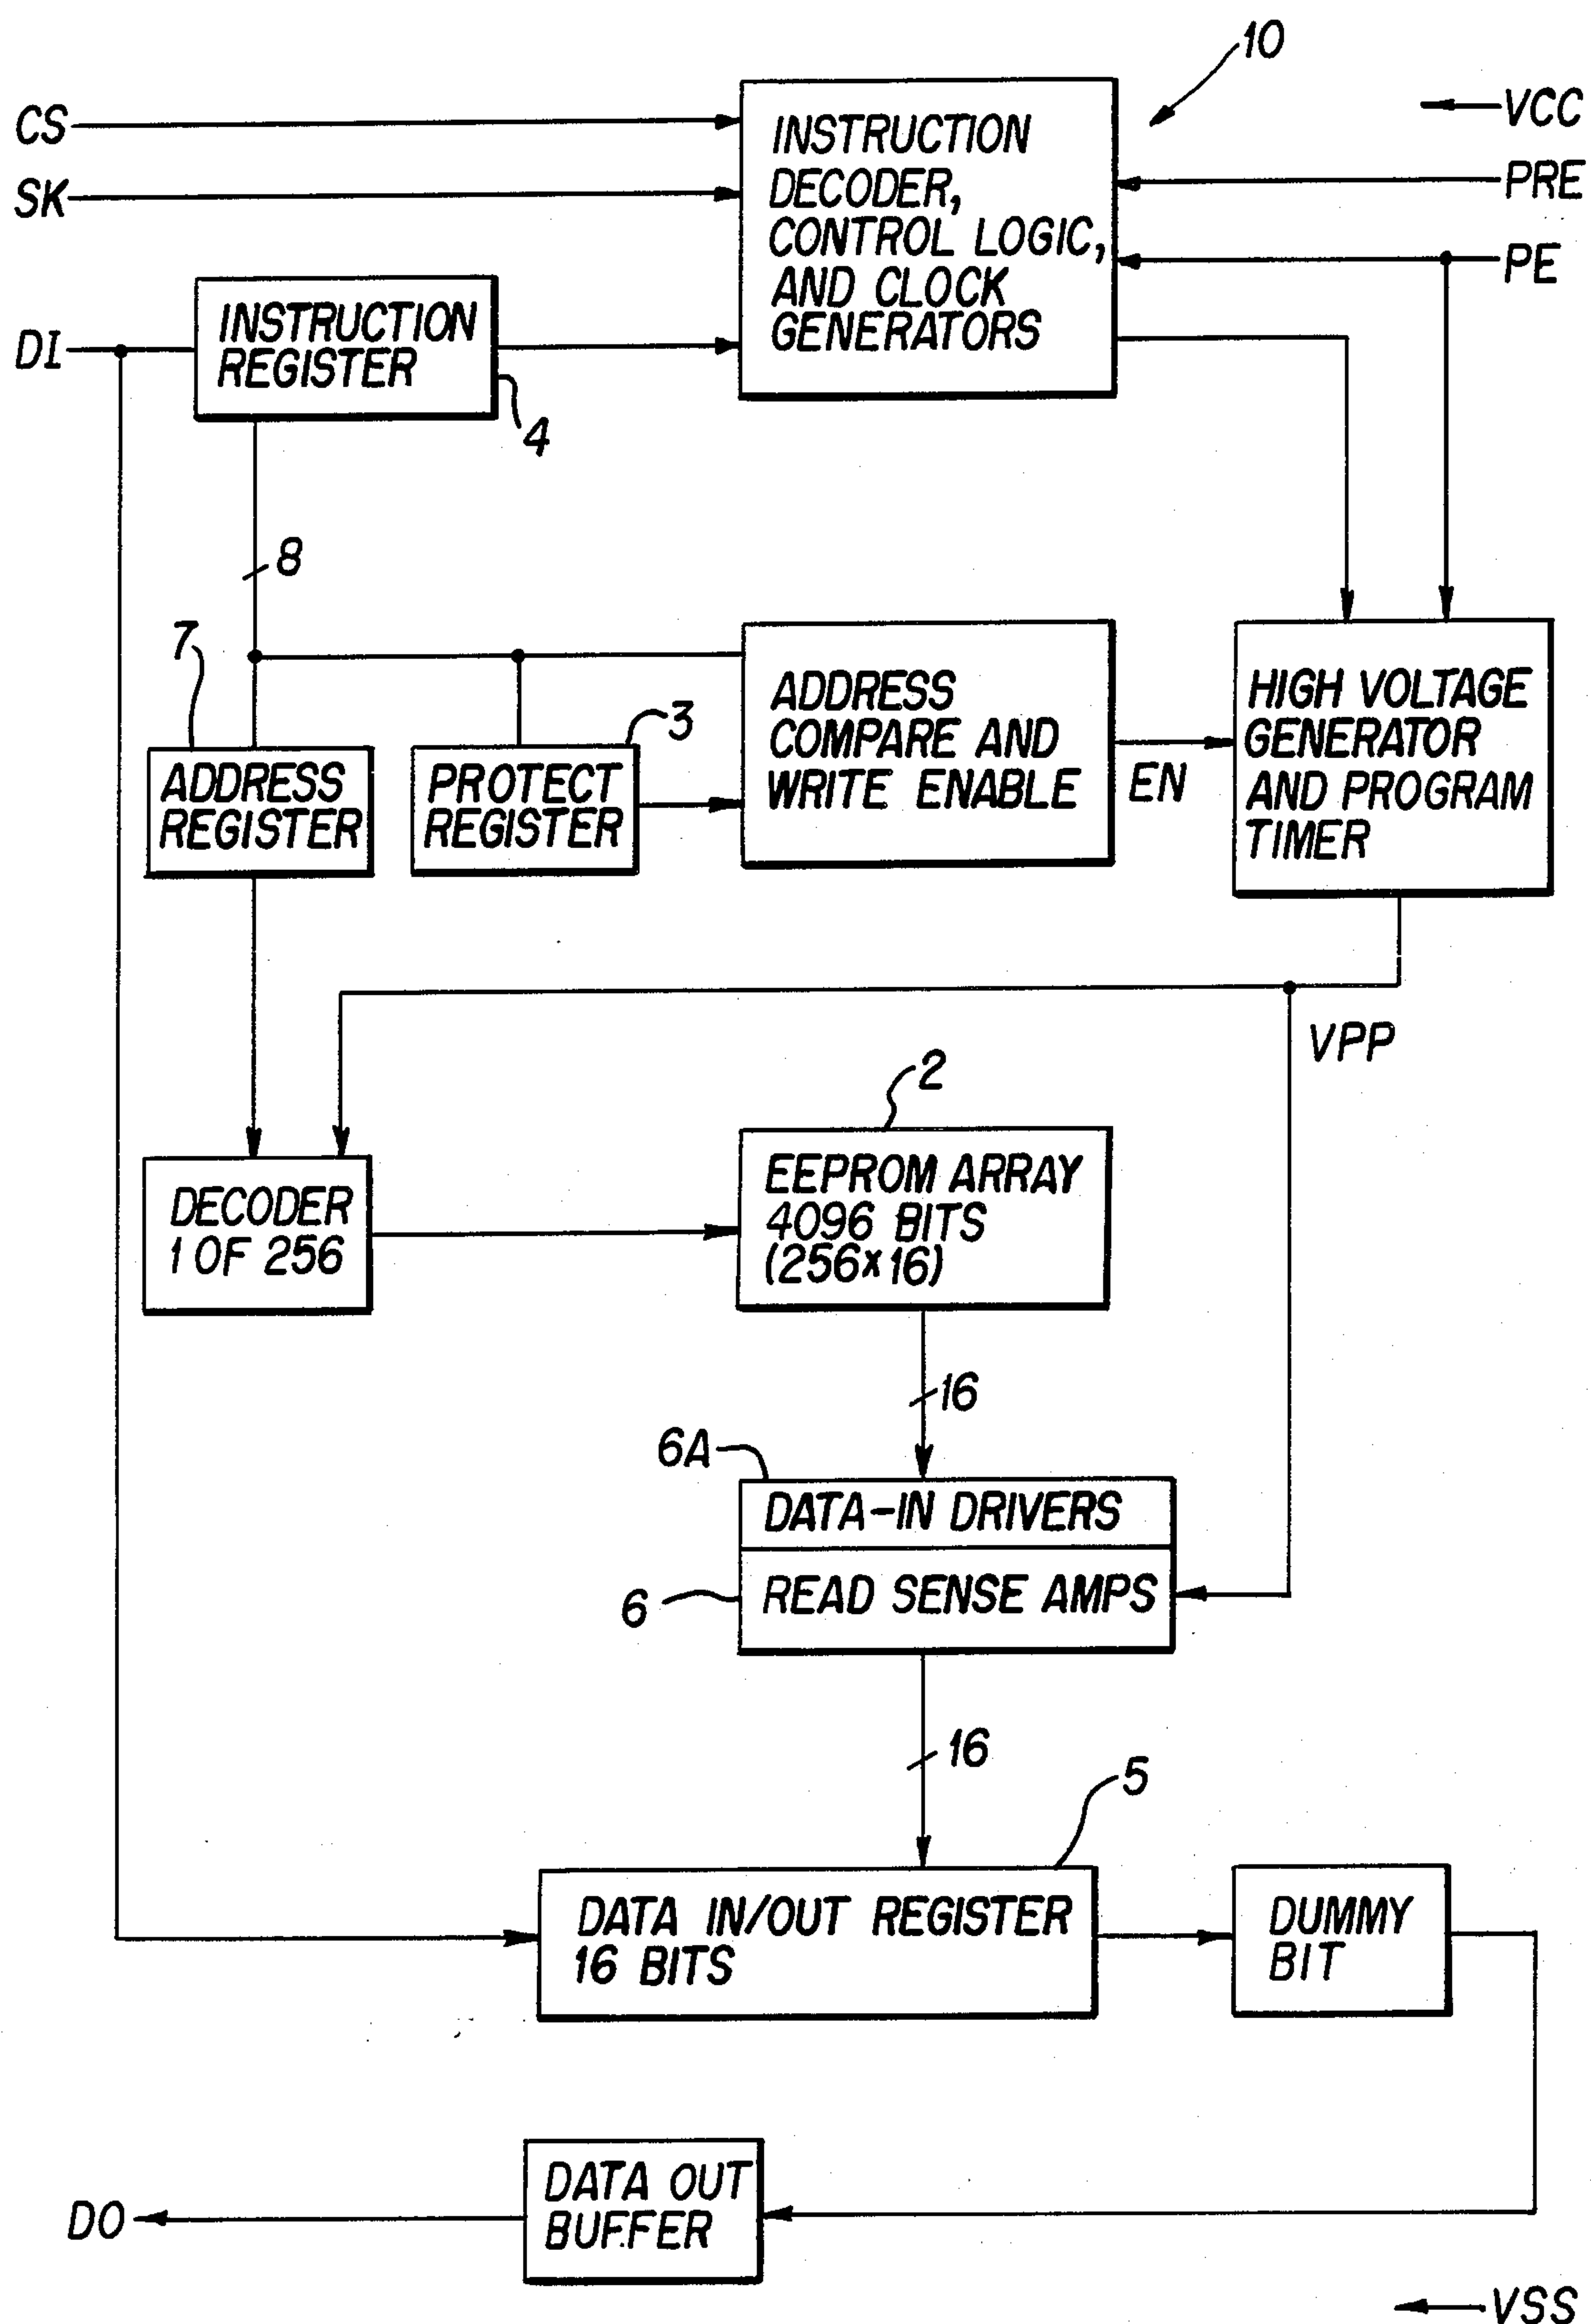 10
CS
SK
DI
INSTRUCTION
DECODER,
CONTROL LOGIC,
AND CLOCK
GENERATORS
VCC
PRE
PE
INSTRUCTION
REGISTER
4
8
7
ADDRESS
REGISTER
3
PROTECT
REGISTER
ADDRESS
COMPARE AND
WRITE ENABLE
EN
HIGH VOLTAGE
GENERATOR
AND PROGRAM
TIMER
VPP
2
DECODER
1 OF 256
EEPROM ARRAY
4096 BITS
(256×16)
16
6A
DATA-IN DRIVERS
6
READ SENSE AMPS
16
5
DATA IN/OUT REGISTER
16 BITS
DUMMY
BIT
DATA OUT
BUFFER
DO
VSS